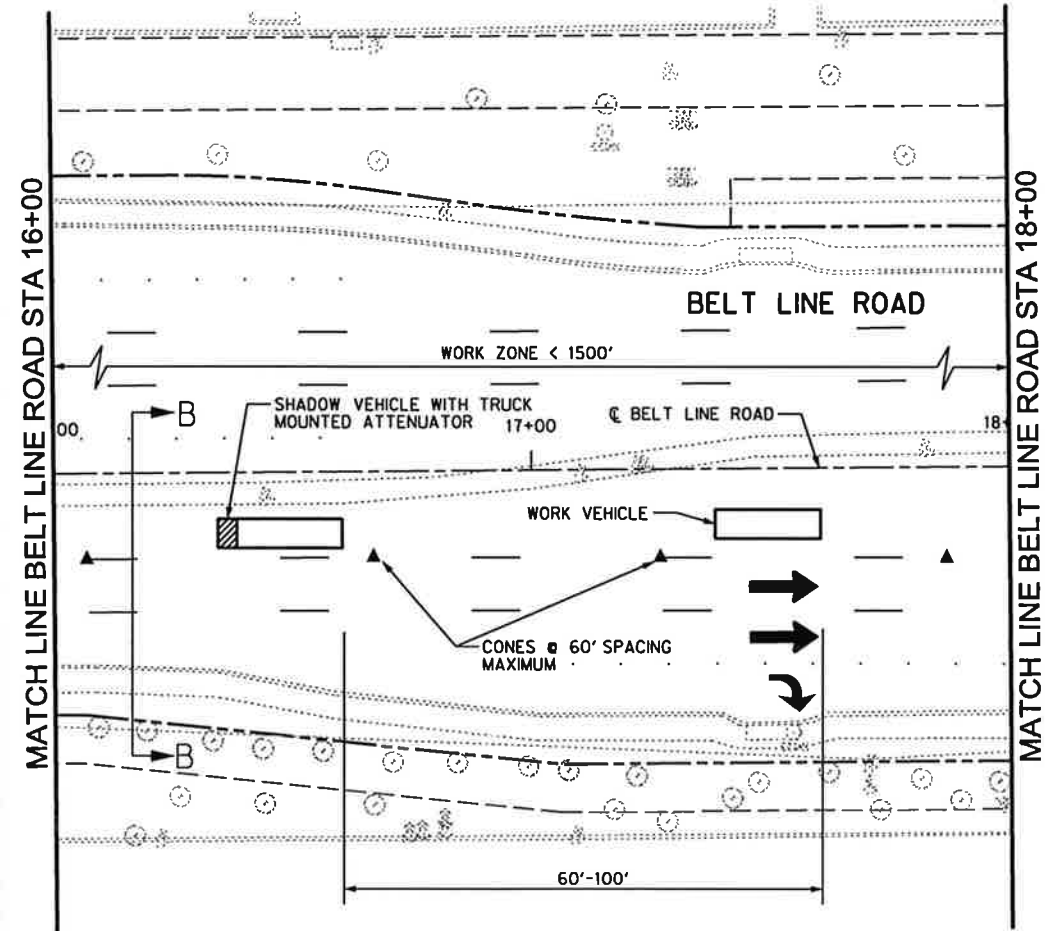 MATCH LINE BELT LINE ROAD STA 16+00
BELT LINE ROAD
WORK ZONE < 1500'
B
SHADOW VEHICLE WITH TRUCK
MOUNTED ATTENUATOR
17+00
℄ BELT LINE ROAD
00
18+
WORK VEHICLE
CONES @ 60' SPACING
MAXIMUM
B
60'-100'
MATCH LINE BELT LINE ROAD STA 18+00